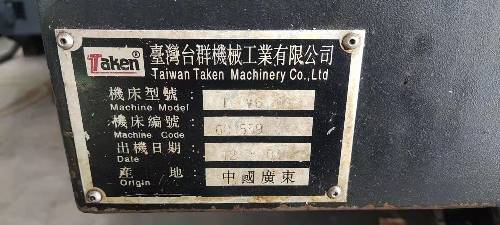 Taken®
臺灣台群機械工業有限公司
Taiwan Taken Machinery Co.,Ltd
機床型號:
Machine Model
機床編號:
Machine Code
出機日期:
Date
產 地:
Origin
中國廣東